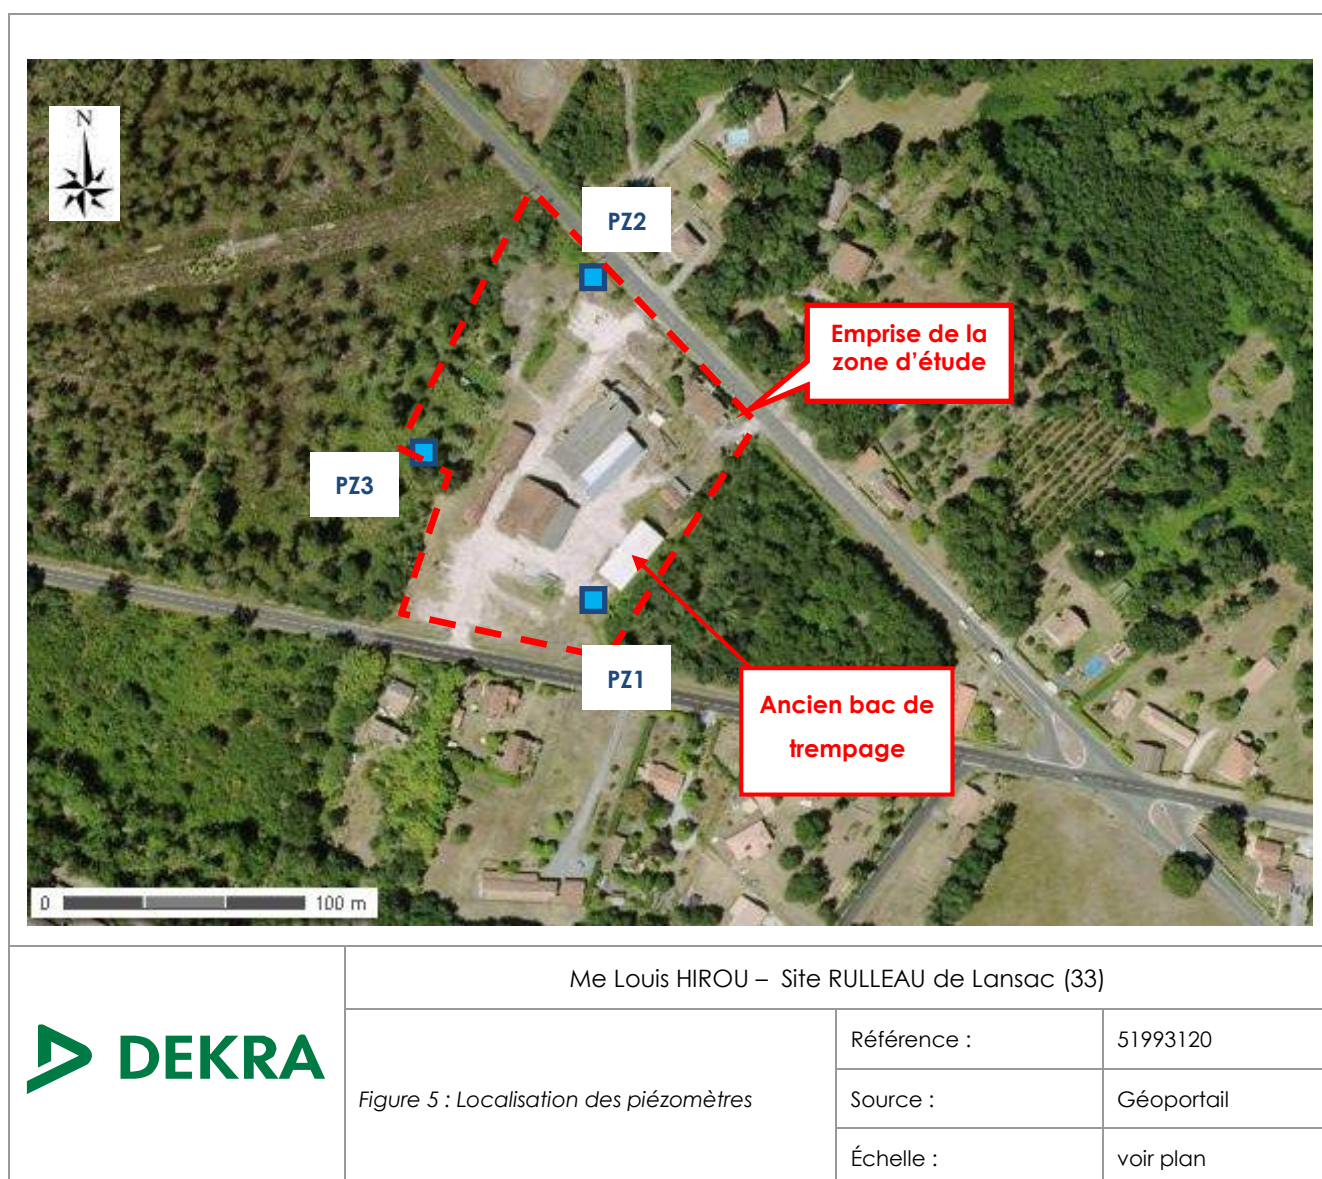 N
PZ2
Emprise de la
zone d'étude
PZ3
PZ1
Ancien bac de
trempage
0 100 m
Me Louis HIROU – Site RULLEAU de Lansac (33)
DEKRA
Figure 5 : Localisation des piézomètres
Référence : 51993120
Source : Géoportail
Échelle : voir plan